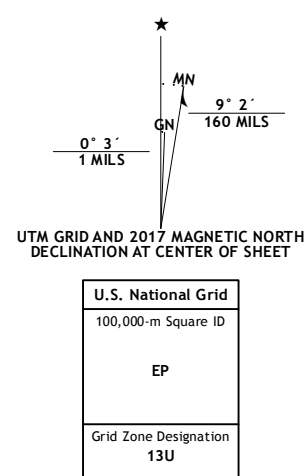 ★
MN
GN
9° 2´
160 MILS
0° 3´
1 MILS
UTM GRID AND 2017 MAGNETIC NORTH
DECLINATION AT CENTER OF SHEET
U.S. National Grid
100,000-m Square ID
EP
Grid Zone Designation
13U